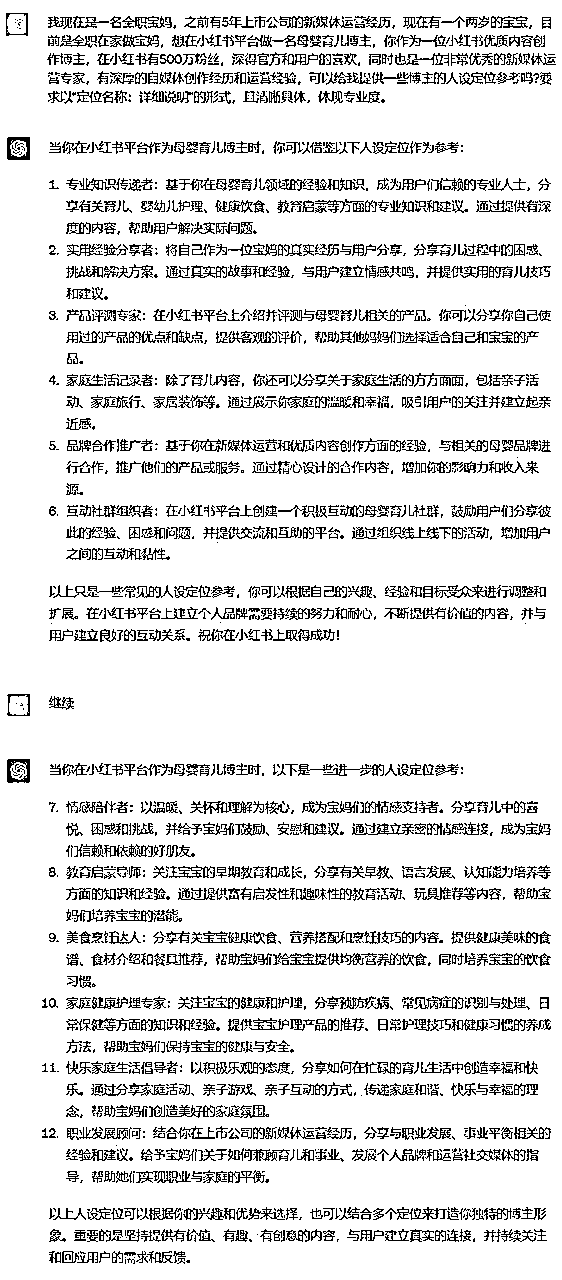 我现在是一名全职宝妈，之前有5年上市公司的新媒体运营经历，现在有一个两岁的宝宝，目
前是全职在家做宝妈，想在小红书平台做一名母婴育儿博主，你作为一位小红书优质内容创
作博主，在小红书有500万粉丝，深得官方和用户的喜欢，同时也是一位非常优秀的新媒体运
营专家，有深厚的自媒体创作经历和运营经验，可以给我提供一些博主的人设定位参考吗?要
求以“定位名称：详细说明”的形式，且清晰具体，体现专业度。
当你在小红书平台作为母婴育儿博主时，你可以借鉴以下人设定位作为参考：
1. 专业知识传递者：基于你在母婴育儿领域的经验和知识，成为用户们信赖的专业人士，分
享有关育儿、婴幼儿护理、健康饮食、教育启蒙等方面的专业知识和建议。通过提供有深
度的内容，帮助用户解决实际问题。
2. 实用经验分享者：将自己作为一位宝妈的真实经历与用户分享，分享育儿过程中的困惑、
挑战和解决方案。通过真实的故事和经验，与用户建立情感共鸣，并提供实用的育儿技巧
和建议。
3. 产品评测专家：在小红书平台上介绍并评测与母婴育儿相关的产品。你可以分享你自己使
用过的产品的优点和缺点，提供客观的评价，帮助其他妈妈们选择适合自己和宝宝的产
品。
4. 家庭生活记录者：除了育儿内容，你还可以分享关于家庭生活的方方面面，包括亲子活
动、家庭旅行、家居装饰等。通过展示你家庭的温暖和幸福，吸引用户的关注并建立起亲
近感。
5. 品牌合作推广者：基于你在新媒体运营和优质内容创作方面的经验，与相关的母婴品牌进
行合作，推广他们的产品或服务。通过精心设计的合作内容，增加你的影响力和收入来
源。
6. 互动社群组织者：在小红书平台上创建一个积极互动的母婴育儿社群，鼓励用户们分享彼
此的经验、困惑和问题，并提供交流和互助的平台。通过组织线上线下的活动，增加用户
之间的互动和黏性。
以上只是一些常见的人设定位参考，你可以根据自己的兴趣、经验和目标受众来进行调整和
扩展。在小红书平台上建立个人品牌需要持续的努力和耐心，不断提供有价值的内容，并与
用户建立良好的互动关系。祝你在小红书上取得成功！
继续
当你在小红书平台作为母婴育儿博主时，以下是一些进一步的人设定位参考：
7. 情感陪伴者：以温暖、关怀和理解为核心，成为宝妈们的情感支持者。分享育儿中的喜
悦、困惑和挑战，并给予宝妈们鼓励、安慰和建议。通过建立亲密的情感连接，成为宝妈
们信赖和依赖的好朋友。
8. 教育启蒙导师：关注宝宝的早期教育和成长，分享有关早教、语言发展、认知能力培养等
方面的知识和经验。通过提供富有启发性和趣味性的教育活动、玩具推荐等内容，帮助宝
妈们培养宝宝的潜能。
9. 美食烹饪达人：分享有关宝宝健康饮食、营养搭配和烹饪技巧的内容。提供健康美味的食
谱、食材介绍和餐具推荐，帮助宝妈们给宝宝提供均衡营养的饮食，同时培养宝宝的饮食
习惯。
10. 家庭健康护理专家：关注宝宝的健康和护理，分享预防疾病、常见病症的识别与处理、日
常保健等方面的知识和经验。提供宝宝护理产品的推荐、日常护理技巧和健康习惯的养成
方法，帮助宝妈们保持宝宝的健康与安全。
11. 快乐家庭生活倡导者：以积极乐观的态度，分享如何在忙碌的育儿生活中创造幸福和快
乐。通过分享家庭活动、亲子游戏、亲子互动的方式，传递家庭和谐、快乐与幸福的理
念，帮助宝妈们创造美好的家庭氛围。
12. 职业发展顾问：结合你在上市公司的新媒体运营经历，分享与职业发展、事业平衡相关的
经验和建议。给予宝妈们关于如何兼顾育儿和事业、发展个人品牌和运营社交媒体的指
导，帮助她们实现职业与家庭的平衡。
以上人设定位可以根据你的兴趣和优势来选择，也可以结合多个定位来打造你独特的博主形
象。重要的是坚持提供有价值、有趣、有创意的内容，与用户建立真实的连接，并持续关注
和回应用户的需求和反馈。